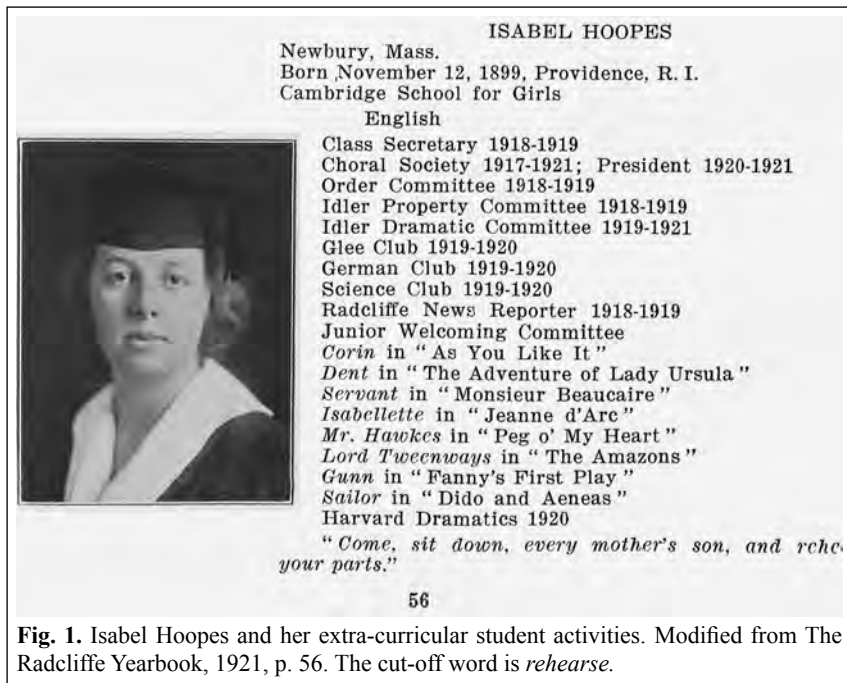 ISABEL HOOPES
Newbury, Mass.
Born November 12, 1899, Providence, R. I.
Cambridge School for Girls
English
Class Secretary 1918-1919
Choral Society 1917-1921; President 1920-1921
Order Committee 1918-1919
Idler Property Committee 1918-1919
Idler Dramatic Committee 1919-1921
Glee Club 1919-1920
German Club 1919-1920
Science Club 1919-1920
Radcliffe News Reporter 1918-1919
Junior Welcoming Committee
Corin in "As You Like It"
Dent in "The Adventure of Lady Ursula"
Servant in "Monsieur Beaucaire"
Isabellette in "Jeanne d'Arc"
Mr. Hawkes in "Peg o' My Heart"
Lord Tweenways in "The Amazons"
Gunn in "Fanny's First Play"
Sailor in "Dido and Aeneas"
Harvard Dramatics 1920
"Come, sit down, every mother's son, and
your parts."
56
Fig. 1. Isabel Hoopes and her extra-curricular student activities. Modified from The
Radcliffe Yearbook, 1921, p. 56. The cut-off word is rehearse.